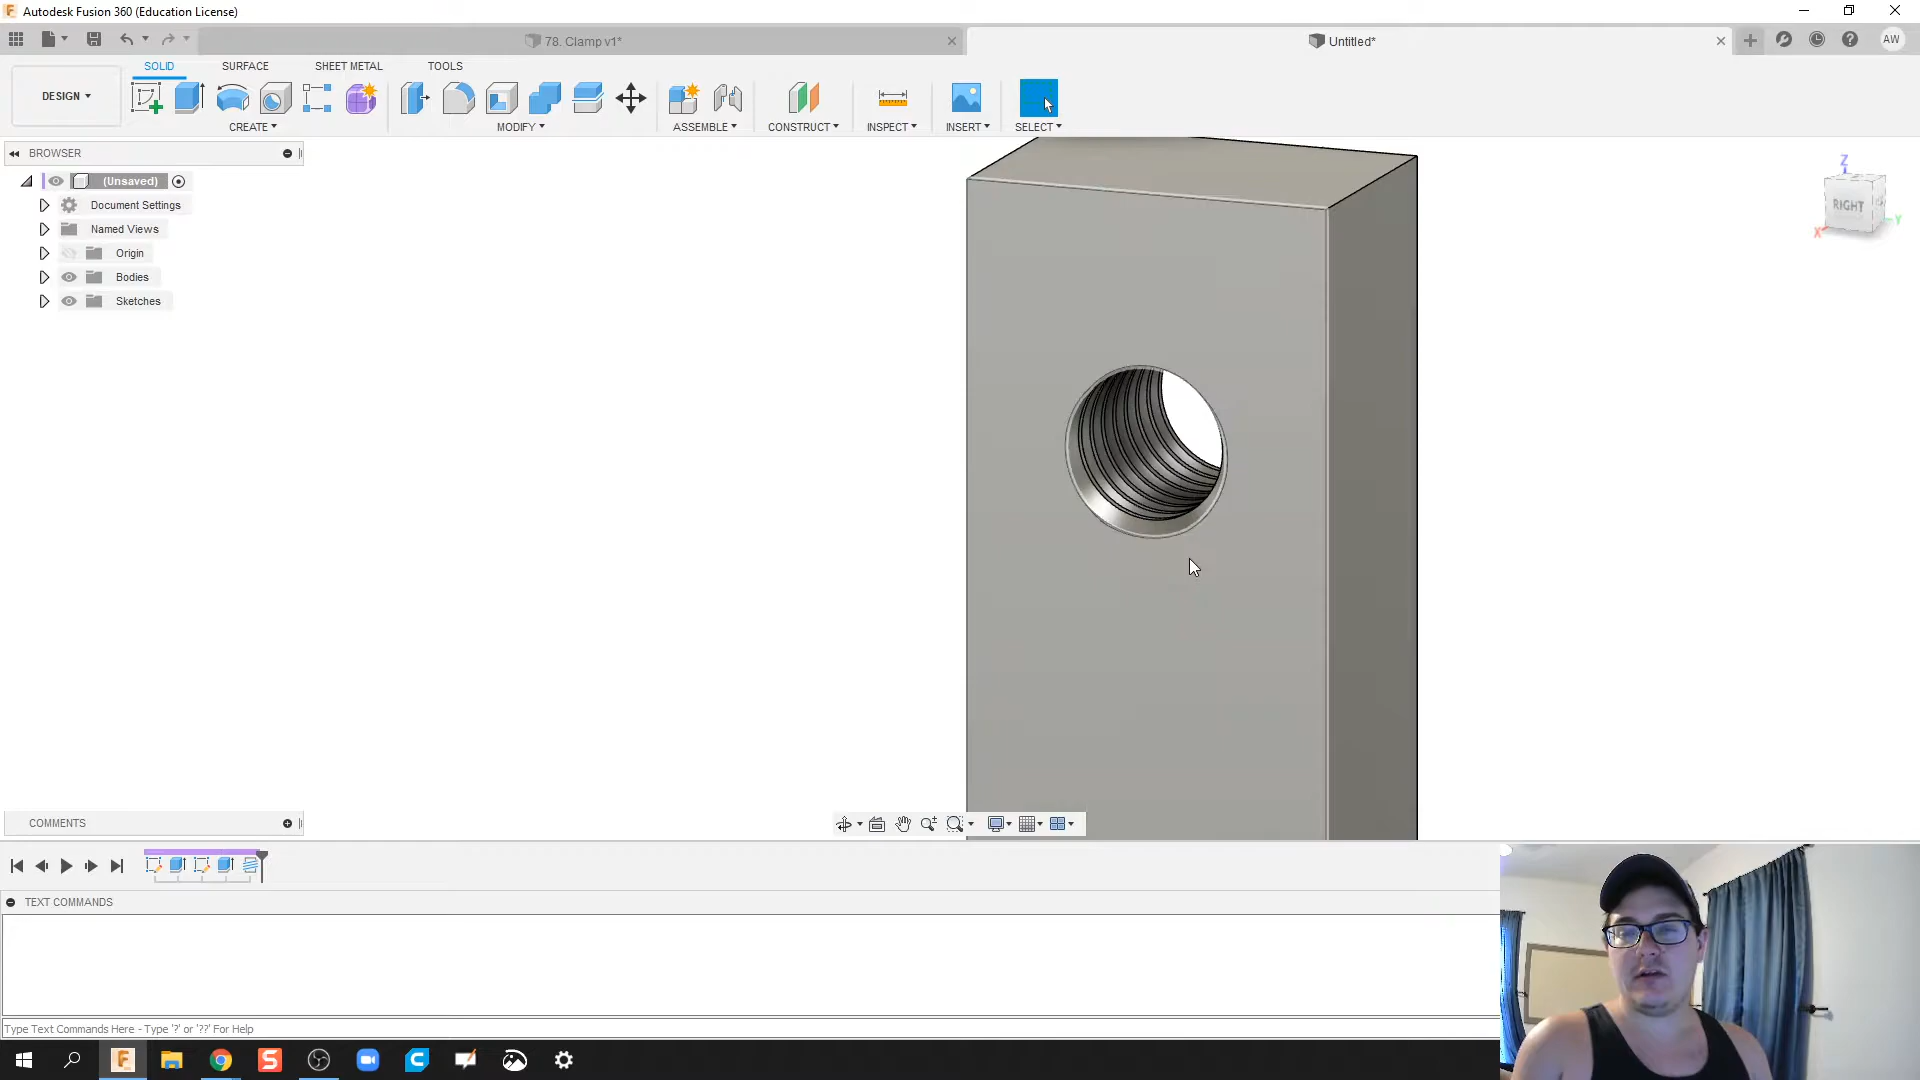 Autodesk Fusion 360 (Education License)
78. Clamp v1*
Untitled*
AW
DESIGN
SOLID
SURFACE
SHEET METAL
TOOLS
CREATE
MODIFY
ASSEMBLE
CONSTRUCT
INSPECT
INSERT
SELECT
BROWSER
(Unsaved)
Document Settings
Named Views
Origin
Bodies
Sketches
Z
RIGHT
Y
X
COMMENTS
TEXT COMMANDS
Type Text Commands Here - Type '?' or '??' For Help